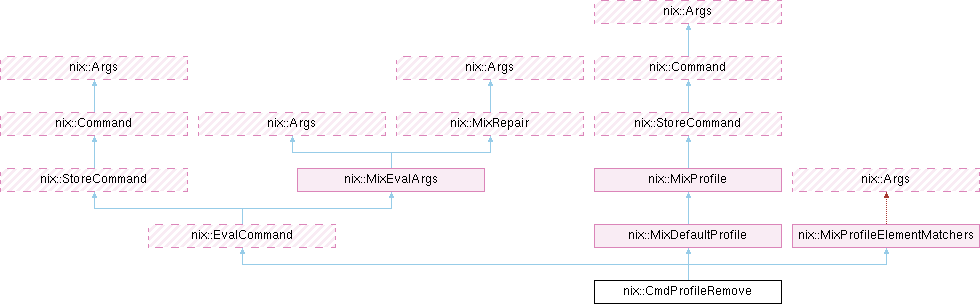 nix::Args
nix::Args
nix::Args
nix::Command
nix::Command
nix::Args
nix::MixRepair
nix::StoreCommand
nix::StoreCommand
nix::MixEvalArgs
nix::MixProfile
nix::Args
nix::EvalCommand
nix::MixDefaultProfile
nix::MixProfileElementMatchers
nix::CmdProfileRemove